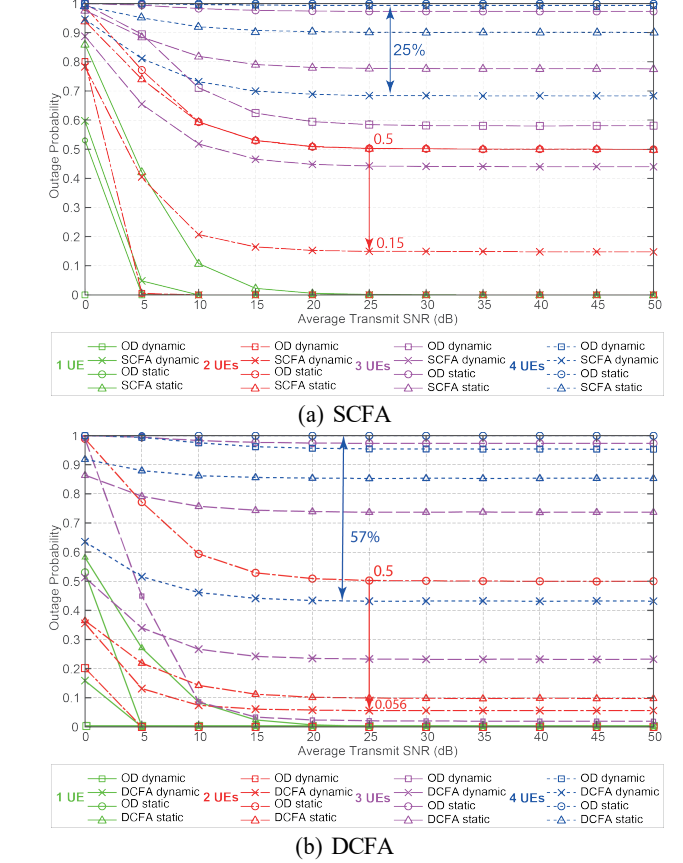 1
0.9
0.8
0.7
0.6
0.5
0.4
0.3
0.2
0.1
0
Outage Probability
25%
0.5
0.15
0 5 10 15 20 25 30 35 40 45 50
Average Transmit SNR (dB)
1 UE OD dynamic SCFA dynamic OD static SCFA static
2 UEs OD dynamic SCFA dynamic OD static SCFA static
3 UEs OD dynamic SCFA dynamic OD static SCFA static
4 UEs OD dynamic SCFA dynamic OD static SCFA static
(a) SCFA
1
0.9
0.8
0.7
0.6
0.5
0.4
0.3
0.2
0.1
0
Outage Probability
57%
0.5
0.056
0 5 10 15 20 25 30 35 40 45 50
Average Transmit SNR (dB)
1 UE OD dynamic DCFA dynamic OD static DCFA static
2 UEs OD dynamic DCFA dynamic OD static DCFA static
3 UEs OD dynamic DCFA dynamic OD static DCFA static
4 UEs OD dynamic DCFA dynamic OD static DCFA static
(b) DCFA